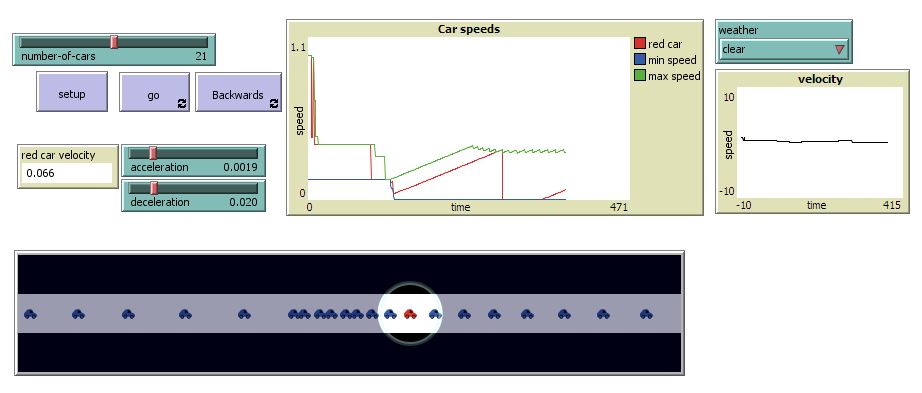 number-of-cars 21
setup
go
Backwards
red car velocity
0.066
acceleration 0.0019
deceleration 0.020
Car speeds
1.1
speed
0
0
time
471
red car
min speed
max speed
weather
clear
velocity
10
speed
-10
-10
time
415